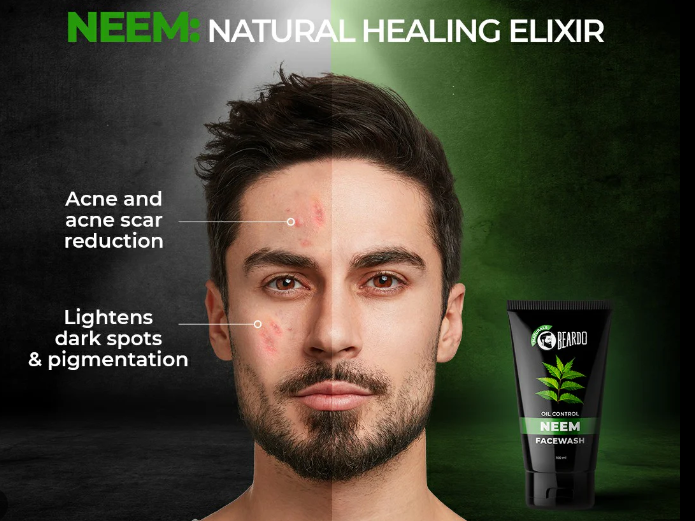 NEEM: NATURAL HEALING ELIXIR
Acne and
acne scar
reduction
Lightens
dark spots
& pigmentation
BEARDO
OIL CONTROL
NEEM
FACEWASH